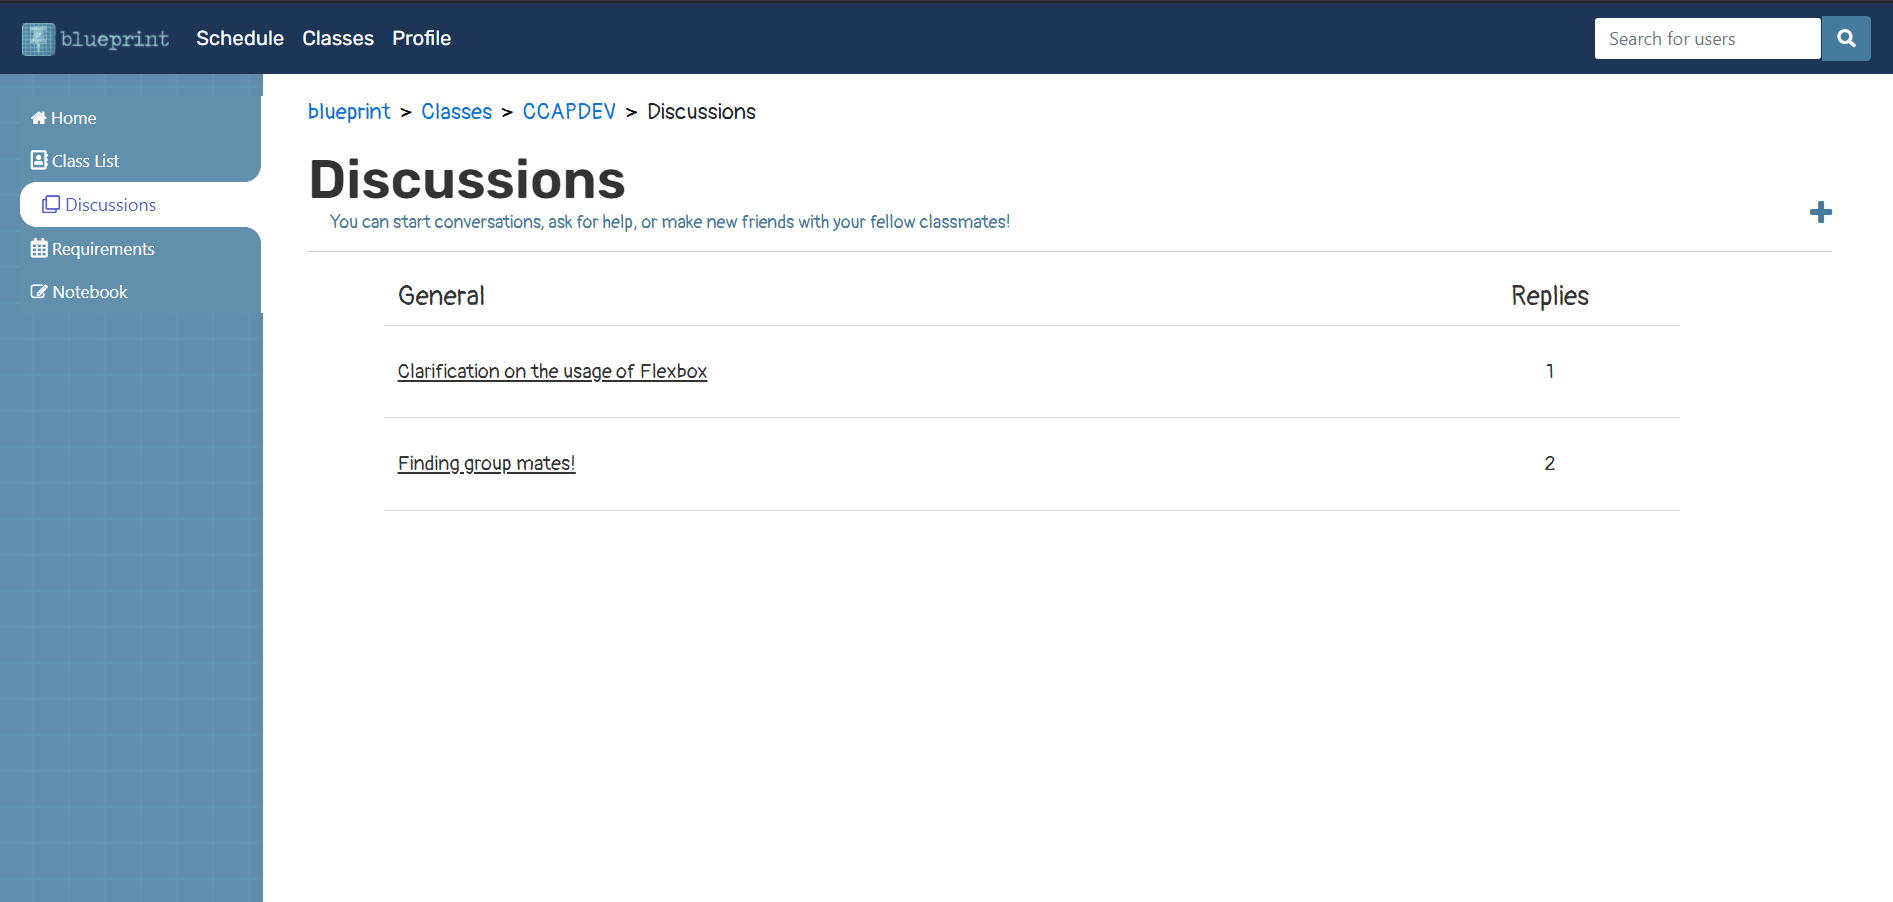 blueprint Schedule Classes Profile Search for users
Home
Class List
Discussions
Requirements
Notebook
blueprint > Classes > CCAPDEV > Discussions
Discussions
You can start conversations, ask for help, or make new friends with your fellow classmates!
General Replies
Clarification on the usage of Flexbox 1
Finding group mates! 2